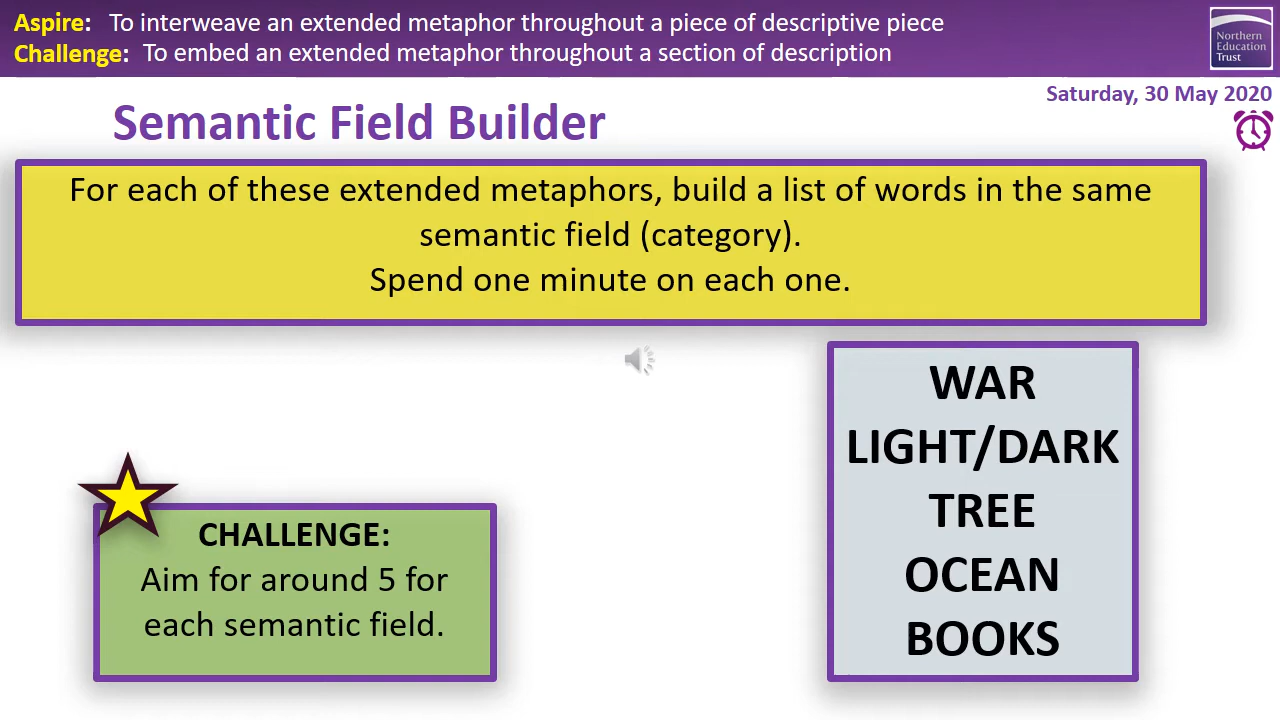 Aspire: To interweave an extended metaphor throughout a piece of descriptive piece
Challenge: To embed an extended metaphor throughout a section of description
Northern
Education
Trust
Saturday, 30 May 2020
Semantic Field Builder
For each of these extended metaphors, build a list of words in the same
semantic field (category).
Spend one minute on each one.
WAR
LIGHT/DARK
TREE
OCEAN
BOOKS
CHALLENGE:
Aim for around 5 for
each semantic field.